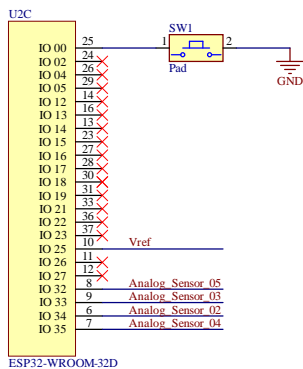 U2C
SW1
IO 00 25 1 2
Pad
GND
IO 02 24
IO 04 26
IO 05 29
IO 12 14
IO 13 16
IO 14 13
IO 15 23
IO 16 27
IO 17 28
IO 18 30
IO 19 31
IO 21 33
IO 22 36
IO 23 37
IO 25 10 Vref
IO 26 11
IO 27 12
IO 32 8 Analog_Sensor_05
IO 33 9 Analog_Sensor_03
IO 34 6 Analog_Sensor_02
IO 35 7 Analog_Sensor_04
ESP32-WROOM-32D